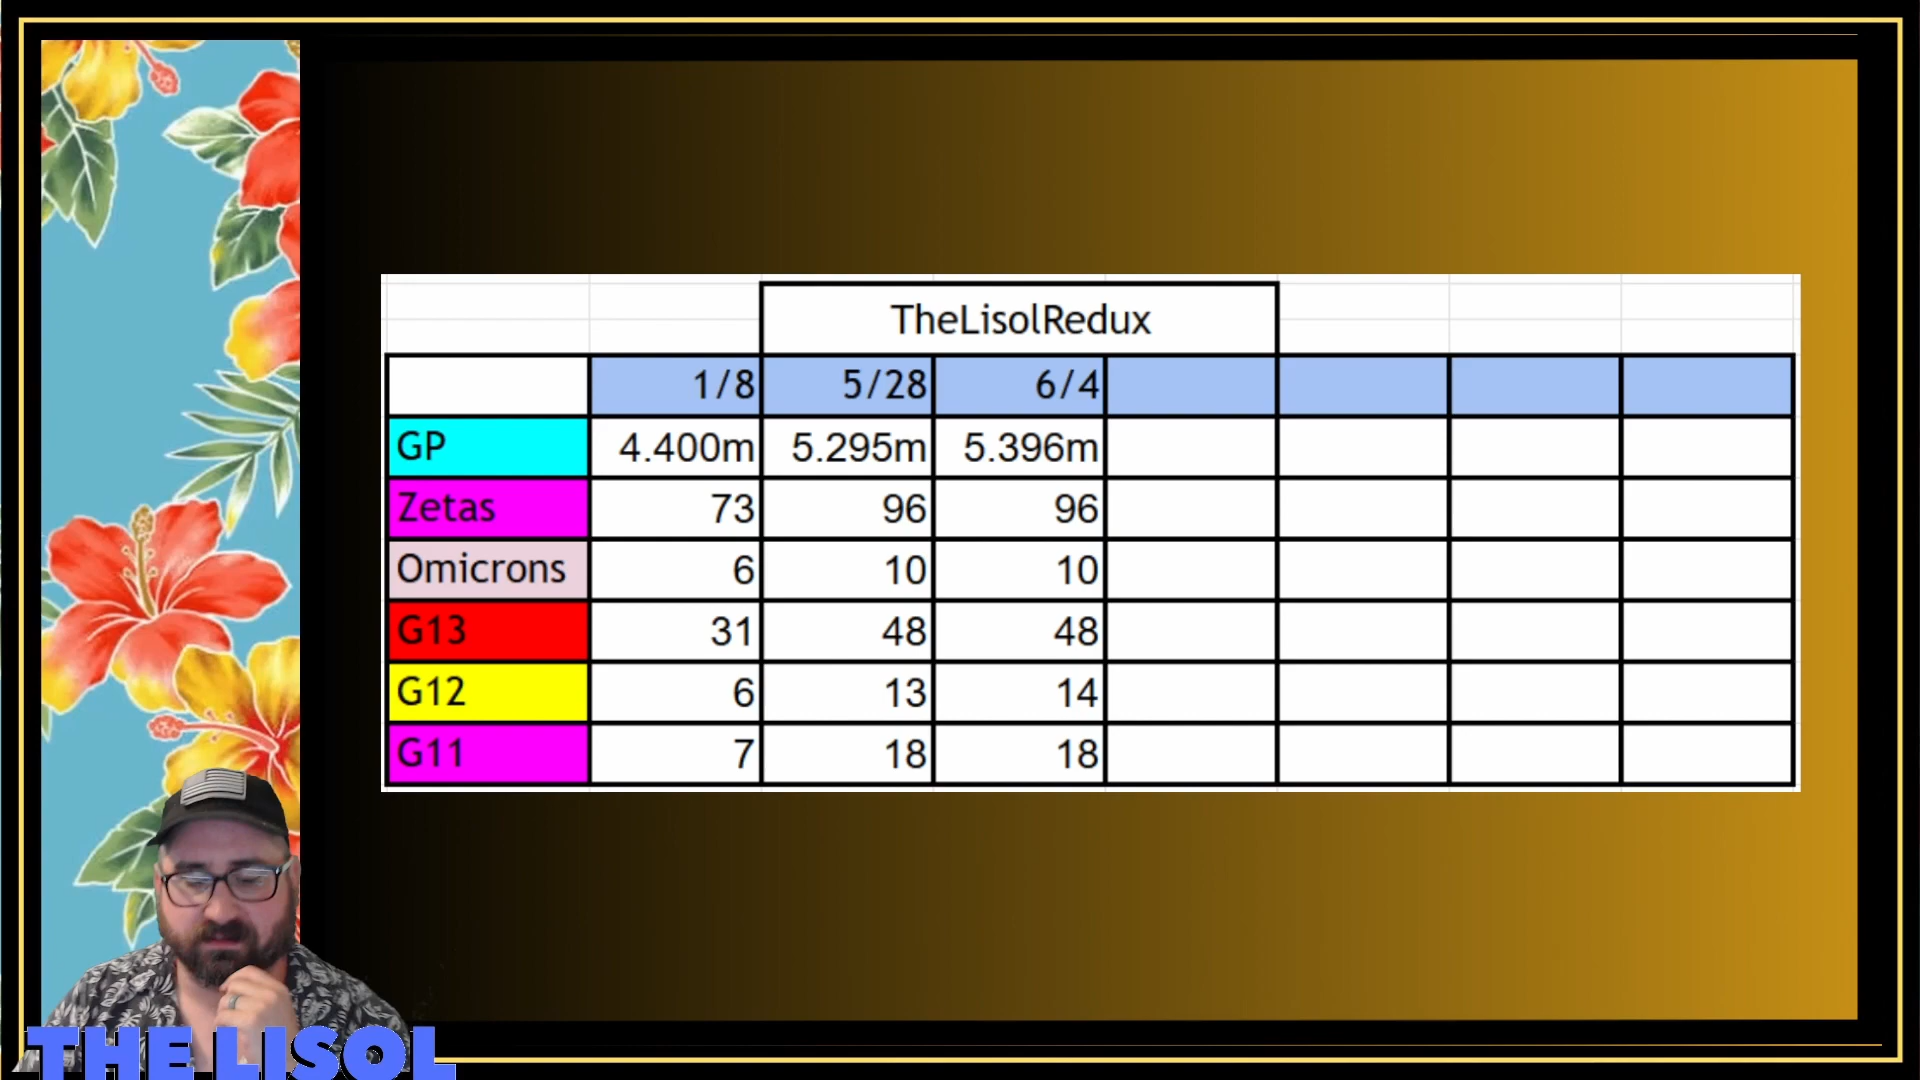 TheLisolRedux
1/8 5/28 6/4
GP 4.400m 5.295m 5.396m
Zetas 73 96 96
Omicrons 6 10 10
G13 31 48 48
G12 6 13 14
G11 7 18 18
THE LISOL